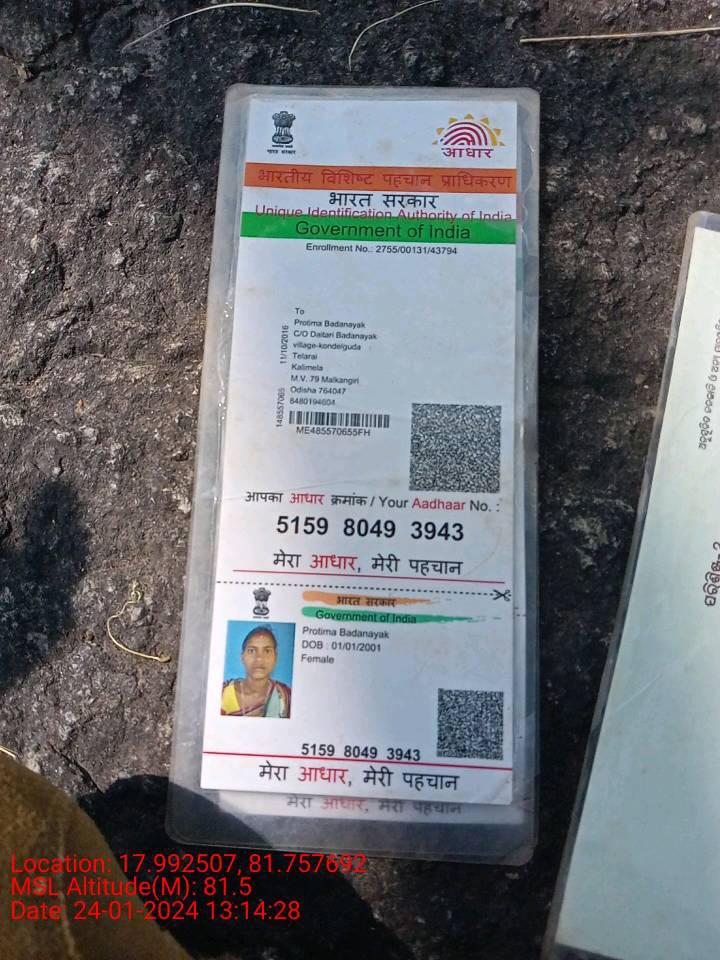 भारत सरकार
आधार
भारतीय विशिष्ट पहचान प्राधिकरण
भारत सरकार
Unique Identification Authority of India
Government of India
Enrollment No.: 2755/00131/43794
To
Protima Badanayak
C/O Daitari Badanayak
village-kondelguda
Telarai
Kalimela
M.V. 79 Malkangiri
Odisha 764047
8480194604
11/10/2016
ME485570655FH
आपका आधार क्रमांक / Your Aadhaar No. :
5159 8049 3943
मेरा आधार, मेरी पहचान
भारत सरकार
Government of India
Protima Badanayak
DOB : 01/01/2001
Female
5159 8049 3943
मेरा आधार, मेरी पहचान
मेरा आधार, मेरी पहचान
Location: 17.992507, 81.757692
MSL Altitude(M): 81.5
Date: 24-01-2024 13:14:28